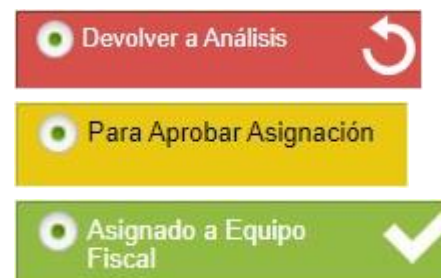 Devolver a Análisis
Para Aprobar Asignación
Asignado a Equipo
Fiscal